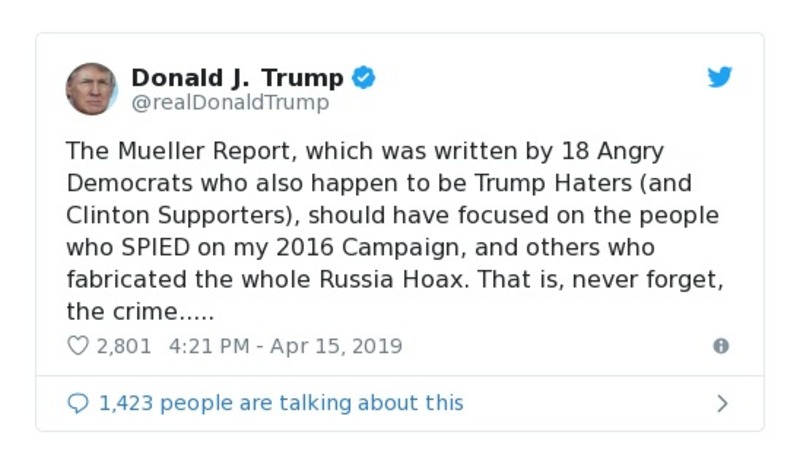 Donald J. Trump
@realDonaldTrump
The Mueller Report, which was written by 18 Angry
Democrats who also happen to be Trump Haters (and
Clinton Supporters), should have focused on the people
who SPIED on my 2016 Campaign, and others who
fabricated the whole Russia Hoax. That is, never forget,
the crime.....
2,801 4:21 PM - Apr 15, 2019
1,423 people are talking about this